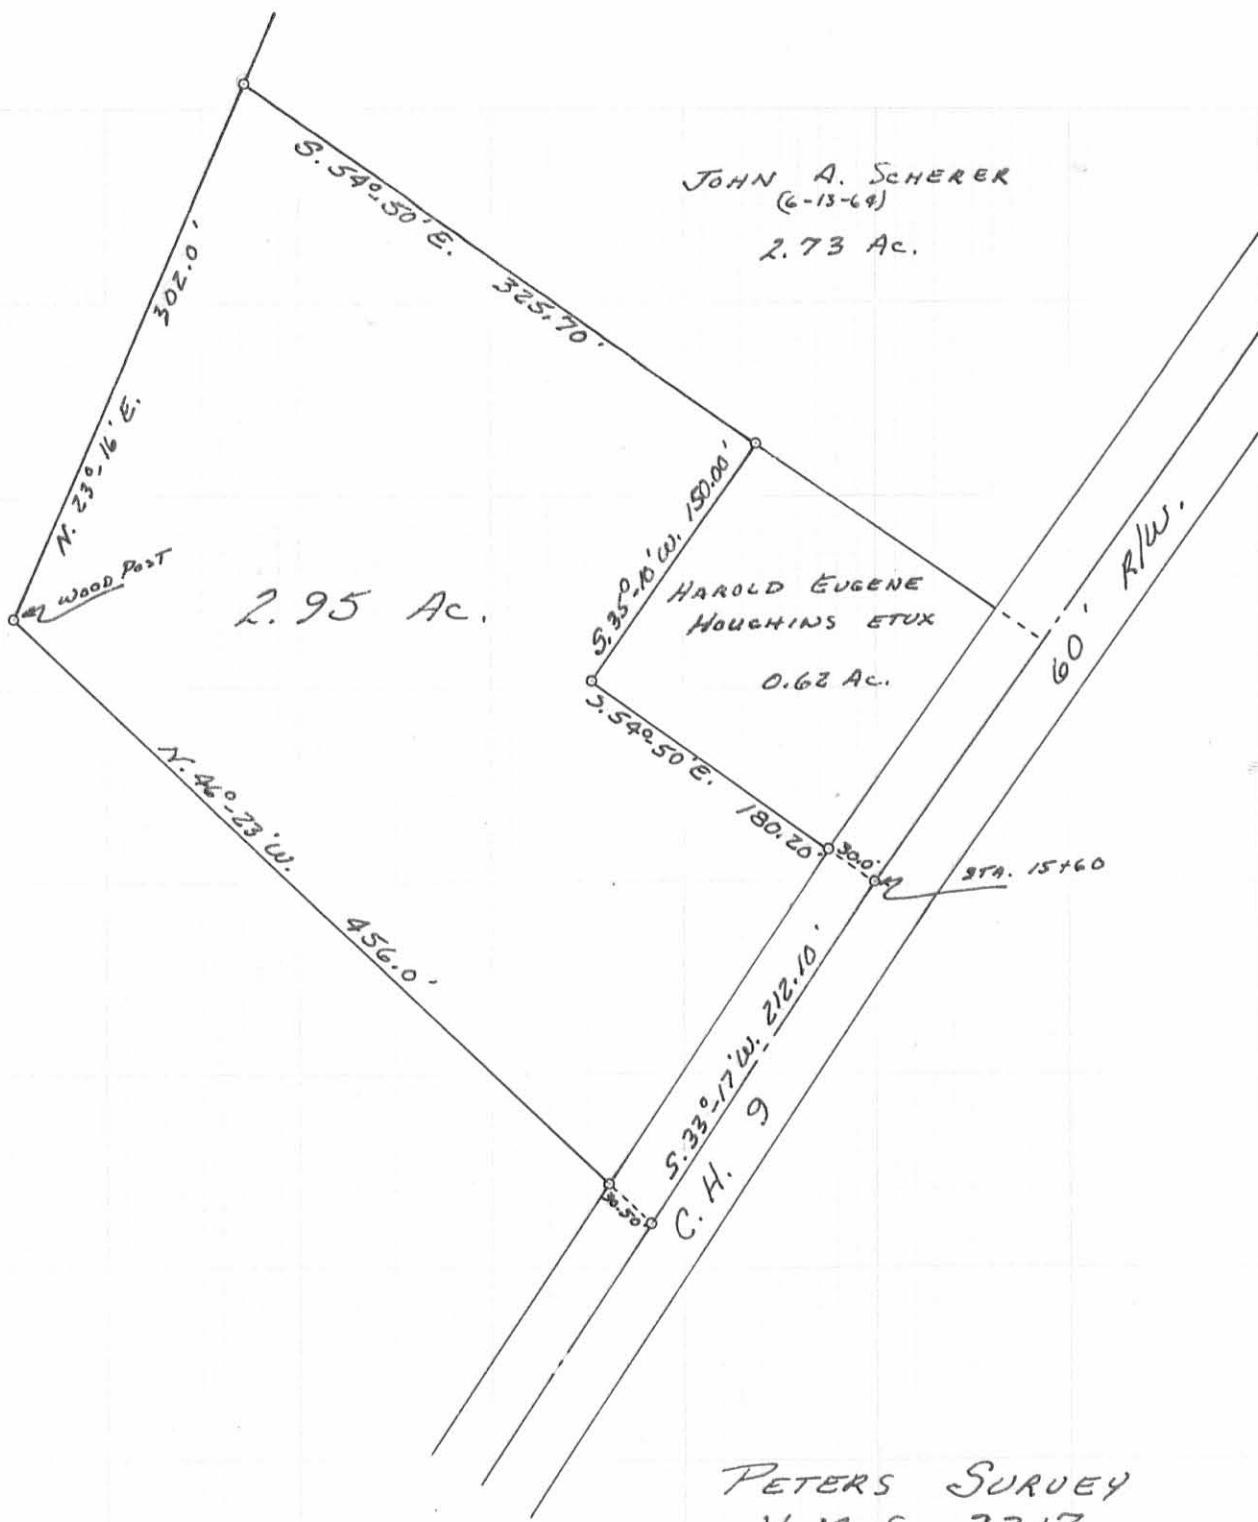 JOHN A. SCHERER
(6-13-64)
2.73 AC.
S. 54°-50' E. 325.70'
N. 23°-16' E. 302.0'
WOOD POST
2.95 AC.
S. 35°-10' W. 150.00'
HAROLD EUGENE
HOUGHINS ETUX
0.62 AC.
60' R/W.
S. 54°-50' E. 180.20'
30.0'
STA. 15+60
N. 46°-23' W. 456.0'
S. 33°-17' W. 212.10'
30.50
C. H. 9
PETERS SURVEY